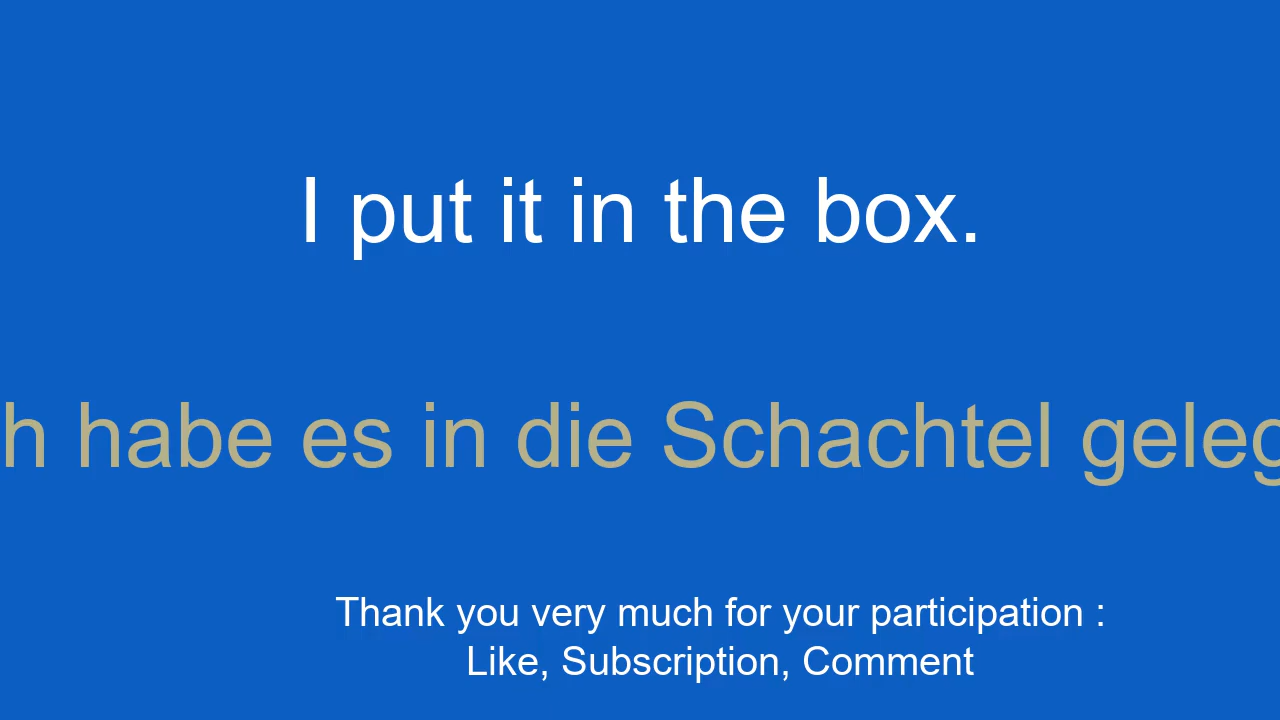 I put it in the box.
h habe es in die Schachtel geleg
Thank you very much for your participation :
Like, Subscription, Comment